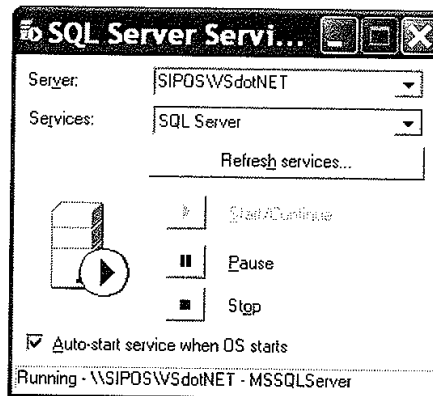 SQL Server Servi...
Server: SIPOS\VSdotNET
Services: SQL Server
Refresh services...
Start/Continue
Pause
Stop
Auto-start service when OS starts
Running - \\SIPOS\VSdotNET - MSSQLServer